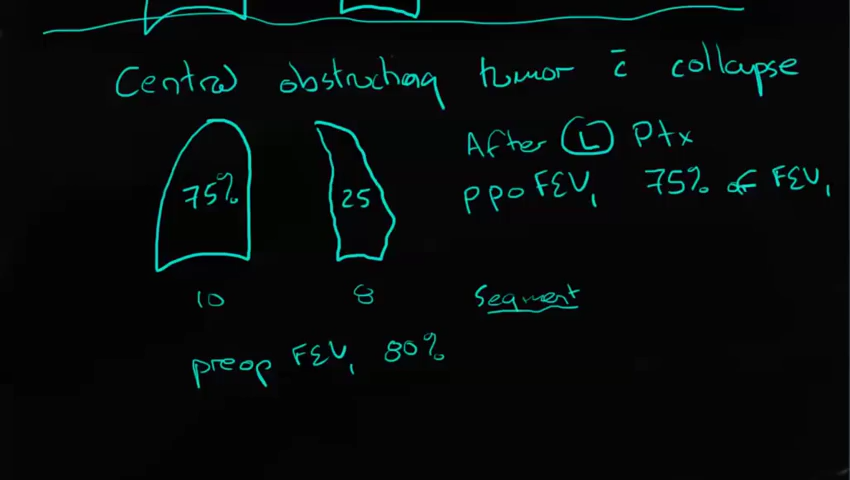 Central obstructing tumor c̄ collapse
After Ⓛ Ptx
75% 25 ppo FEV₁ 75% of FEV₁
10 8 Segment
preop FEV₁ 80%